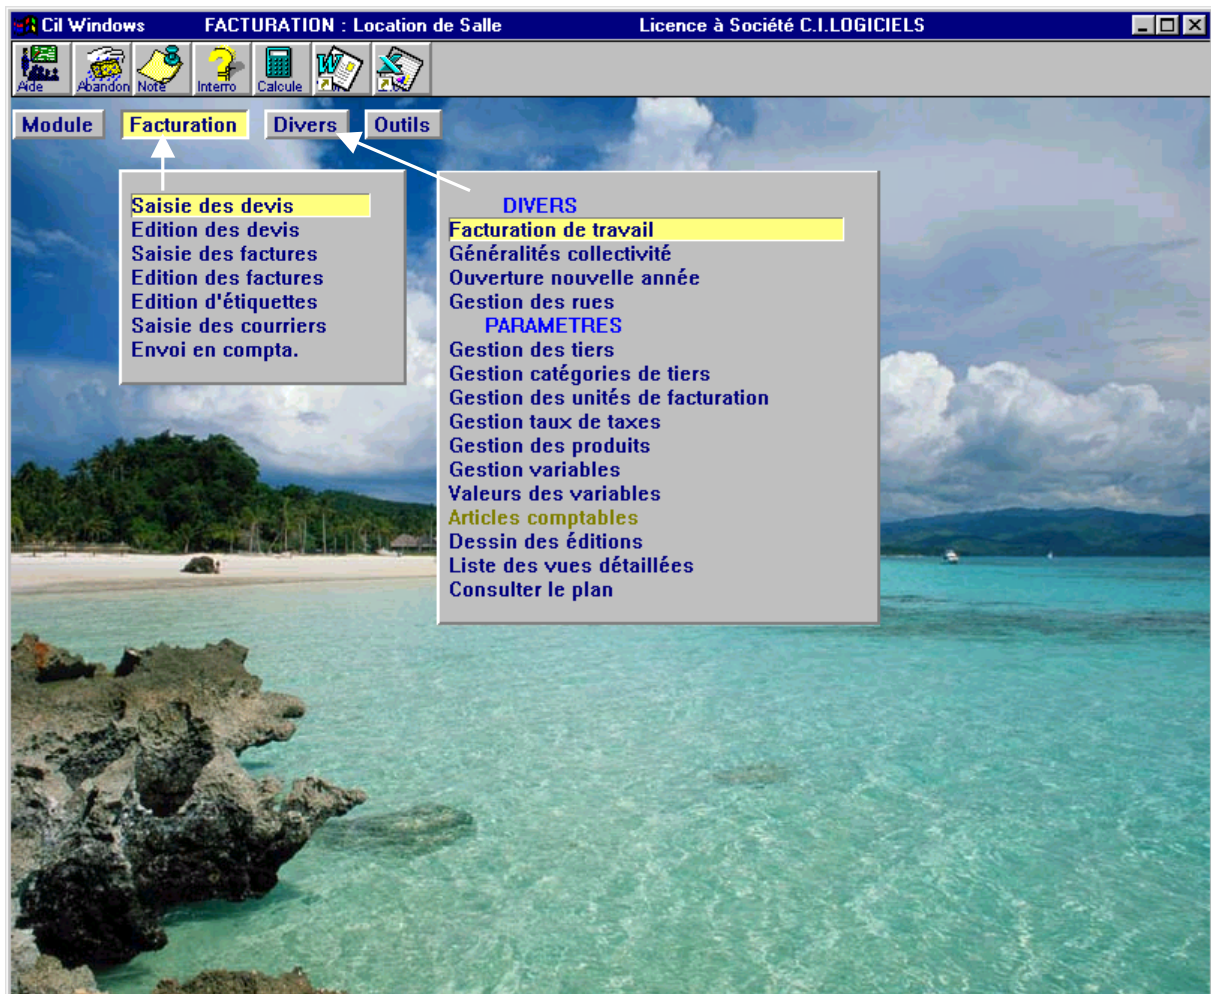 Cil Windows FACTURATION : Location de Salle Licence à Société C.I.LOGICIELS
Aide Abandon Note Interro Calcule
Module Facturation Divers Outils
Saisie des devis
Edition des devis
Saisie des factures
Edition des factures
Edition d'étiquettes
Saisie des courriers
Envoi en compta.
DIVERS
Facturation de travail
Généralités collectivité
Ouverture nouvelle année
Gestion des rues
PARAMETRES
Gestion des tiers
Gestion catégories de tiers
Gestion des unités de facturation
Gestion taux de taxes
Gestion des produits
Gestion variables
Valeurs des variables
Articles comptables
Dessin des éditions
Liste des vues détaillées
Consulter le plan